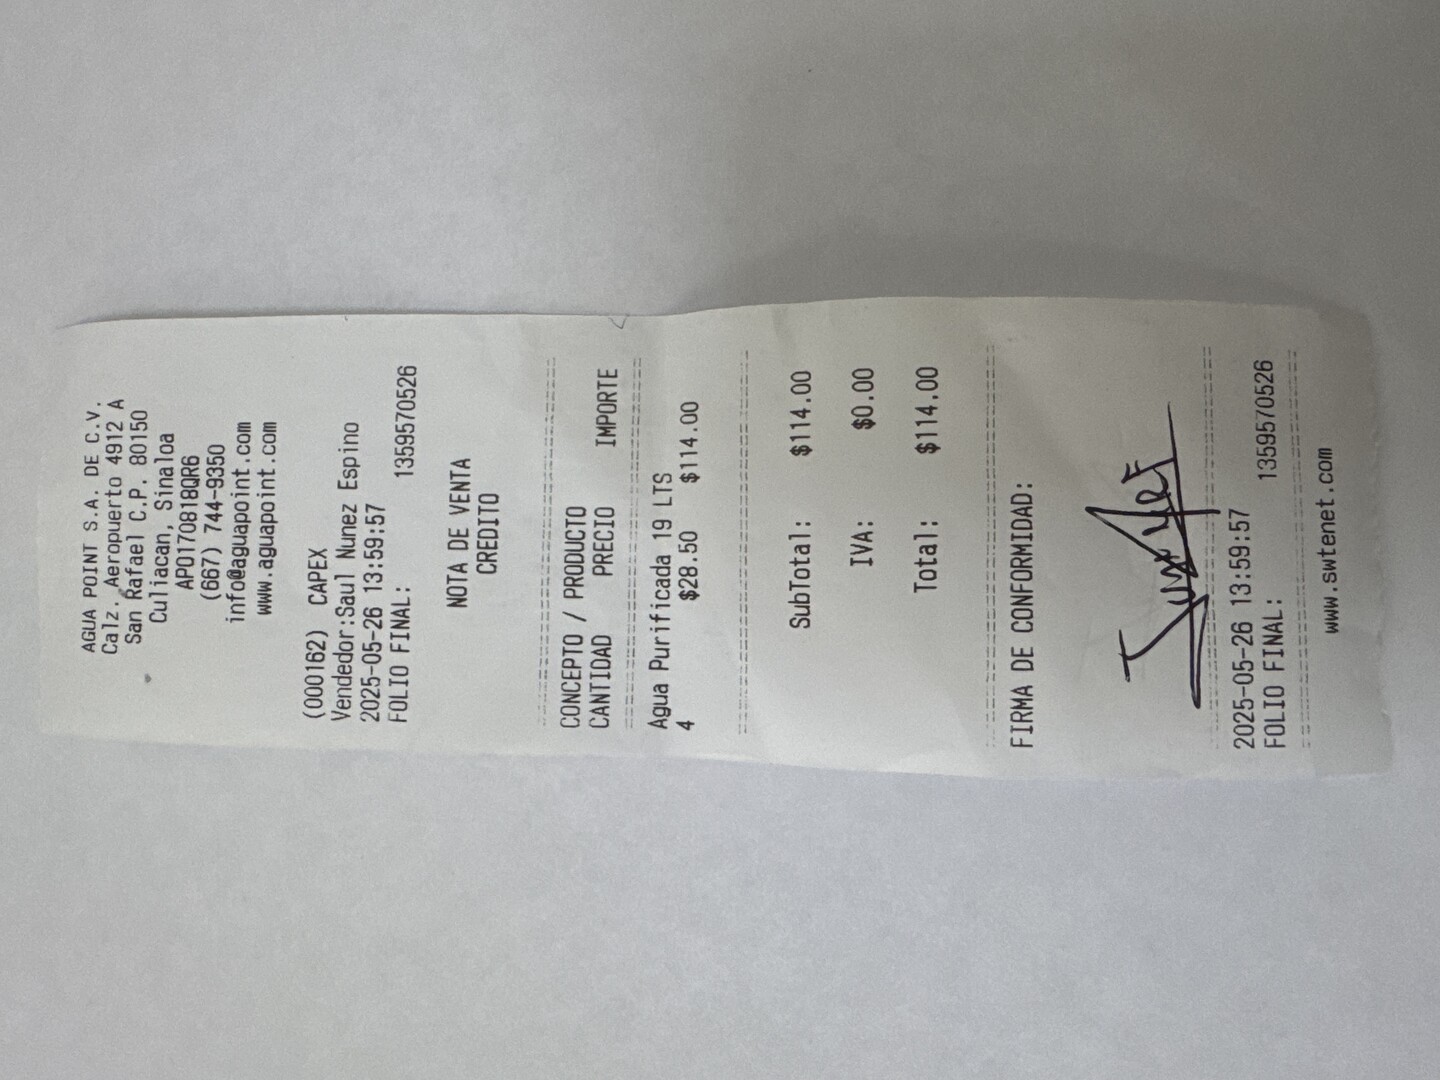 AGUA POINT S.A. DE C.V.
Calz. Aeropuerto 4912 A
San Rafael C.P. 80150
Culiacan, Sinaloa
APO170818QR6
(667) 744-9350
info@aguapoint.com
www.aguapoint.com
(000162) CAPEX
Vendedor:Saul Nunez Espino
2025-05-26 13:59:57
FOLIO FINAL: 1359570526
NOTA DE VENTA
CREDITO
CONCEPTO / PRODUCTO
CANTIDAD PRECIO IMPORTE
Agua Purificada 19 LTS
4 $28.50 $114.00
SubTotal: $114.00
IVA: $0.00
Total: $114.00
FIRMA DE CONFORMIDAD:
2025-05-26 13:59:57
FOLIO FINAL: 1359570526
www.swtenet.com